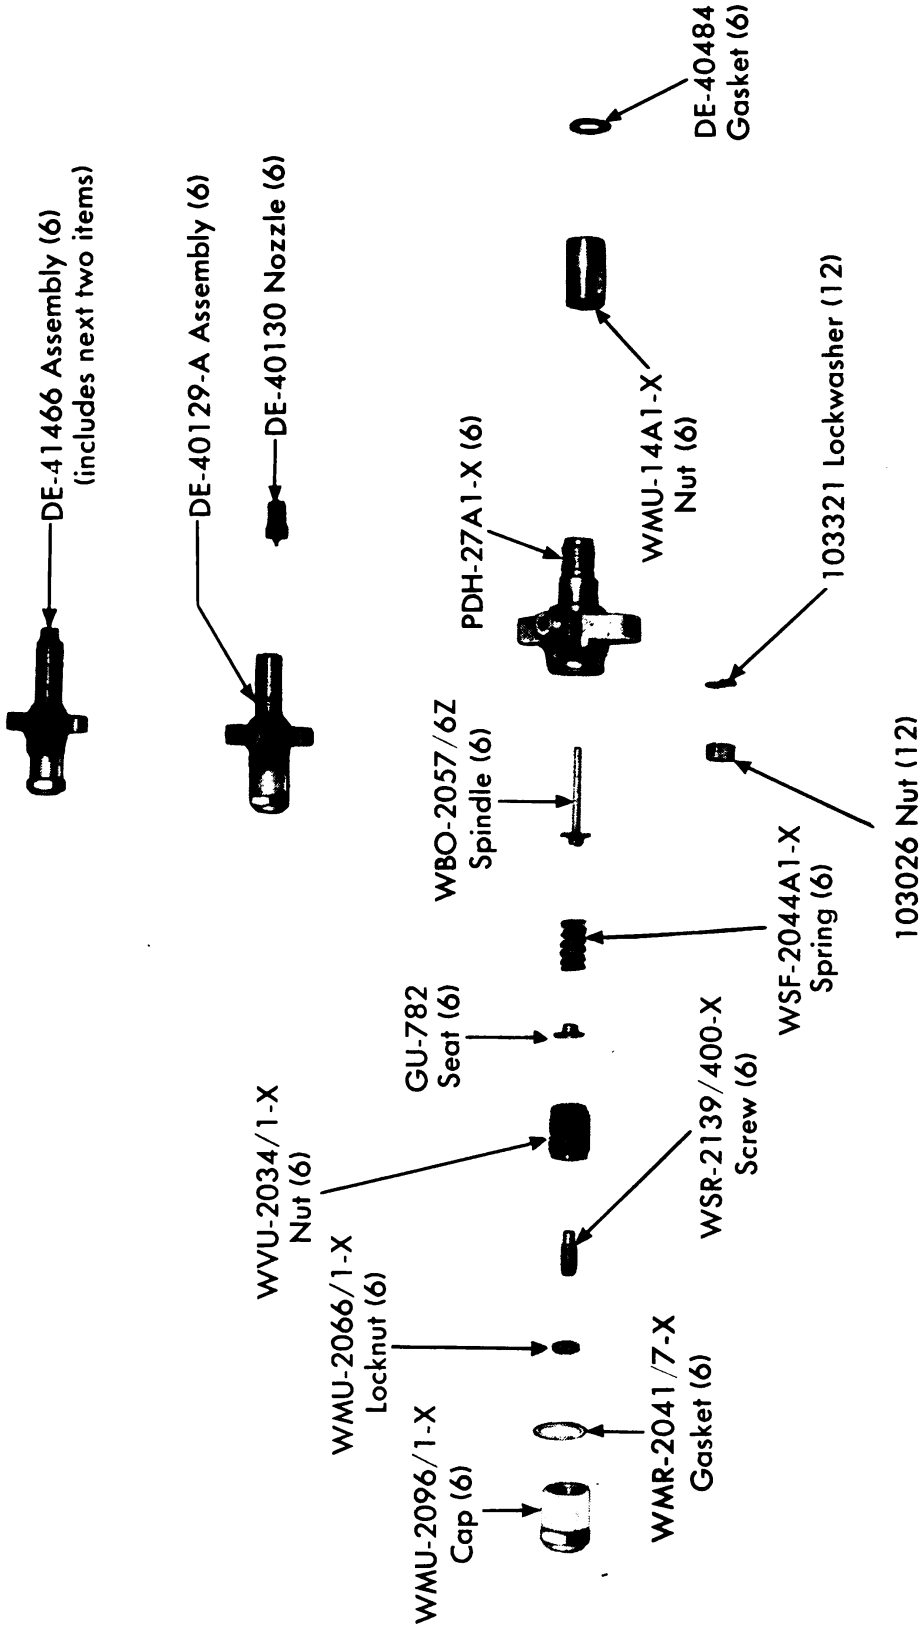 DE-41466 Assembly (6)
(includes next two items)
DE-40129-A Assembly (6)
DE-40130 Nozzle (6)
WVU-2034/1-X
Nut (6)
WMU-2066/1-X
Locknut (6)
WMU-2096/1-X
Cap (6)
GU-782
Seat (6)
WBO-2057/6Z
Spindle (6)
PDH-27A1-X (6)
WMU-14A1-X
Nut (6)
DE-40484
Gasket (6)
WMR-2041/7-X
Gasket (6)
WSR-2139/400-X
Screw (6)
WSF-2044A1-X
Spring (6)
103321 Lockwasher (12)
103026 Nut (12)